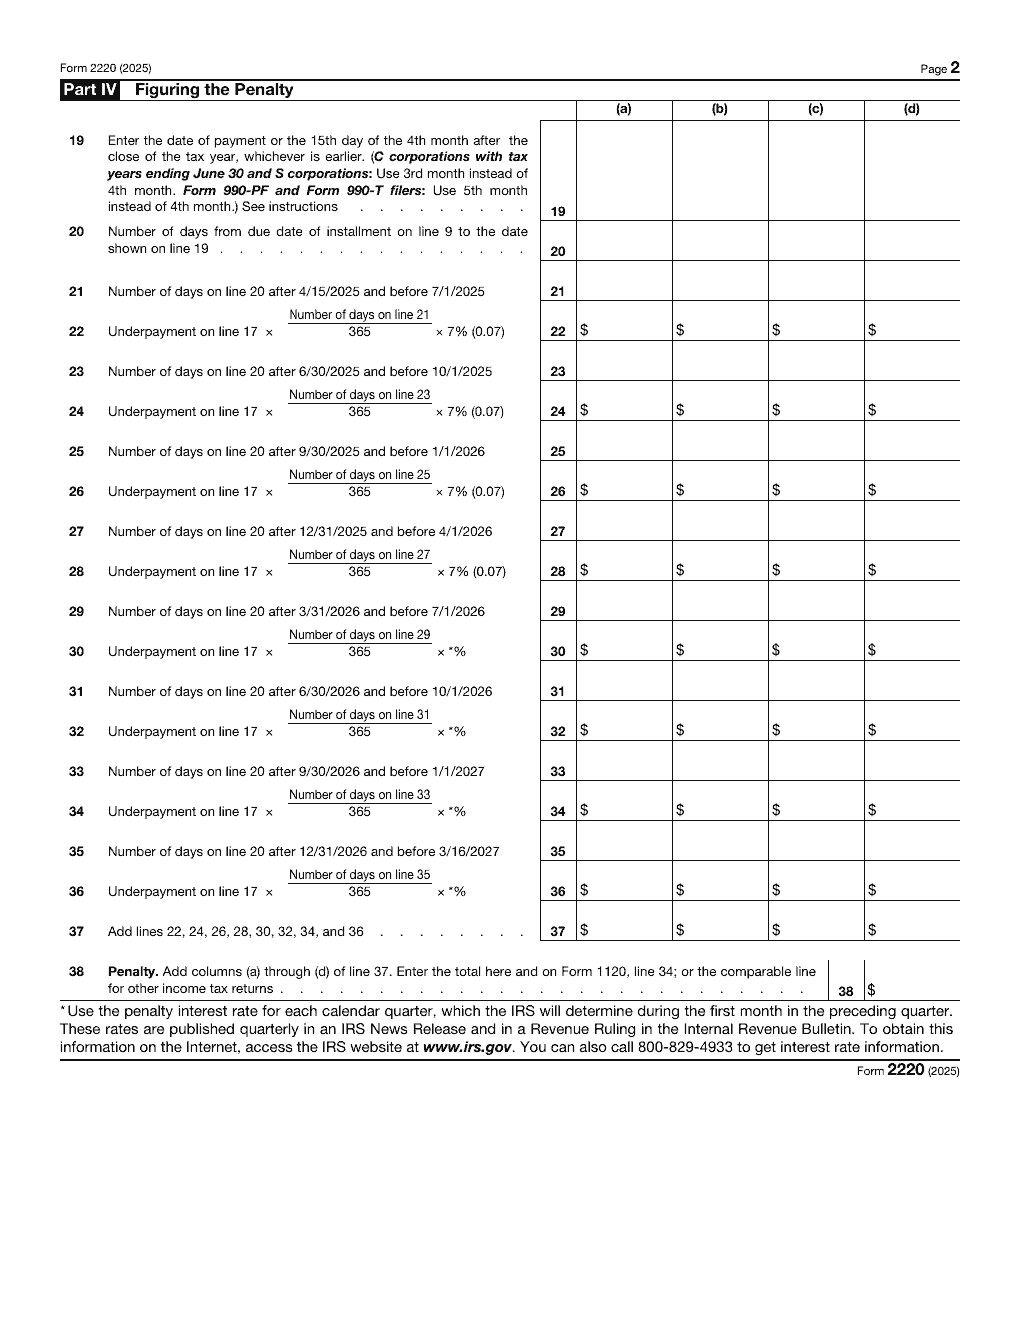 Form 2220 (2025) Page 2
Part IV Figuring the Penalty
(a) (b) (c) (d)
19 Enter the date of payment or the 15th day of the 4th month after the
close of the tax year, whichever is earlier. (C corporations with tax
years ending June 30 and S corporations: Use 3rd month instead of
4th month. Form 990-PF and Form 990-T filers: Use 5th month
instead of 4th month.) See instructions . . . . . . . . . 19
20 Number of days from due date of installment on line 9 to the date
shown on line 19 . . . . . . . . . . . . . . . . 20
21 Number of days on line 20 after 4/15/2025 and before 7/1/2025 21
Number of days on line 21
22 Underpayment on line 17 × 365 × 7% (0.07) 22 $ $ $ $
23 Number of days on line 20 after 6/30/2025 and before 10/1/2025 23
Number of days on line 23
24 Underpayment on line 17 × 365 × 7% (0.07) 24 $ $ $ $
25 Number of days on line 20 after 9/30/2025 and before 1/1/2026 25
Number of days on line 25
26 Underpayment on line 17 × 365 × 7% (0.07) 26 $ $ $ $
27 Number of days on line 20 after 12/31/2025 and before 4/1/2026 27
Number of days on line 27
28 Underpayment on line 17 × 365 × 7% (0.07) 28 $ $ $ $
29 Number of days on line 20 after 3/31/2026 and before 7/1/2026 29
Number of days on line 29
30 Underpayment on line 17 × 365 × *% 30 $ $ $ $
31 Number of days on line 20 after 6/30/2026 and before 10/1/2026 31
Number of days on line 31
32 Underpayment on line 17 × 365 × *% 32 $ $ $ $
33 Number of days on line 20 after 9/30/2026 and before 1/1/2027 33
Number of days on line 33
34 Underpayment on line 17 × 365 × *% 34 $ $ $ $
35 Number of days on line 20 after 12/31/2026 and before 3/16/2027 35
Number of days on line 35
36 Underpayment on line 17 × 365 × *% 36 $ $ $ $
37 Add lines 22, 24, 26, 28, 30, 32, 34, and 36 . . . . . . . . 37 $ $ $ $
38 Penalty. Add columns (a) through (d) of line 37. Enter the total here and on Form 1120, line 34; or the comparable line
for other income tax returns . . . . . . . . . . . . . . . . . . . . . . . . . . . . . . 38 $
*Use the penalty interest rate for each calendar quarter, which the IRS will determine during the first month in the preceding quarter.
These rates are published quarterly in an IRS News Release and in a Revenue Ruling in the Internal Revenue Bulletin. To obtain this
information on the Internet, access the IRS website at www.irs.gov. You can also call 800-829-4933 to get interest rate information.
Form 2220 (2025)